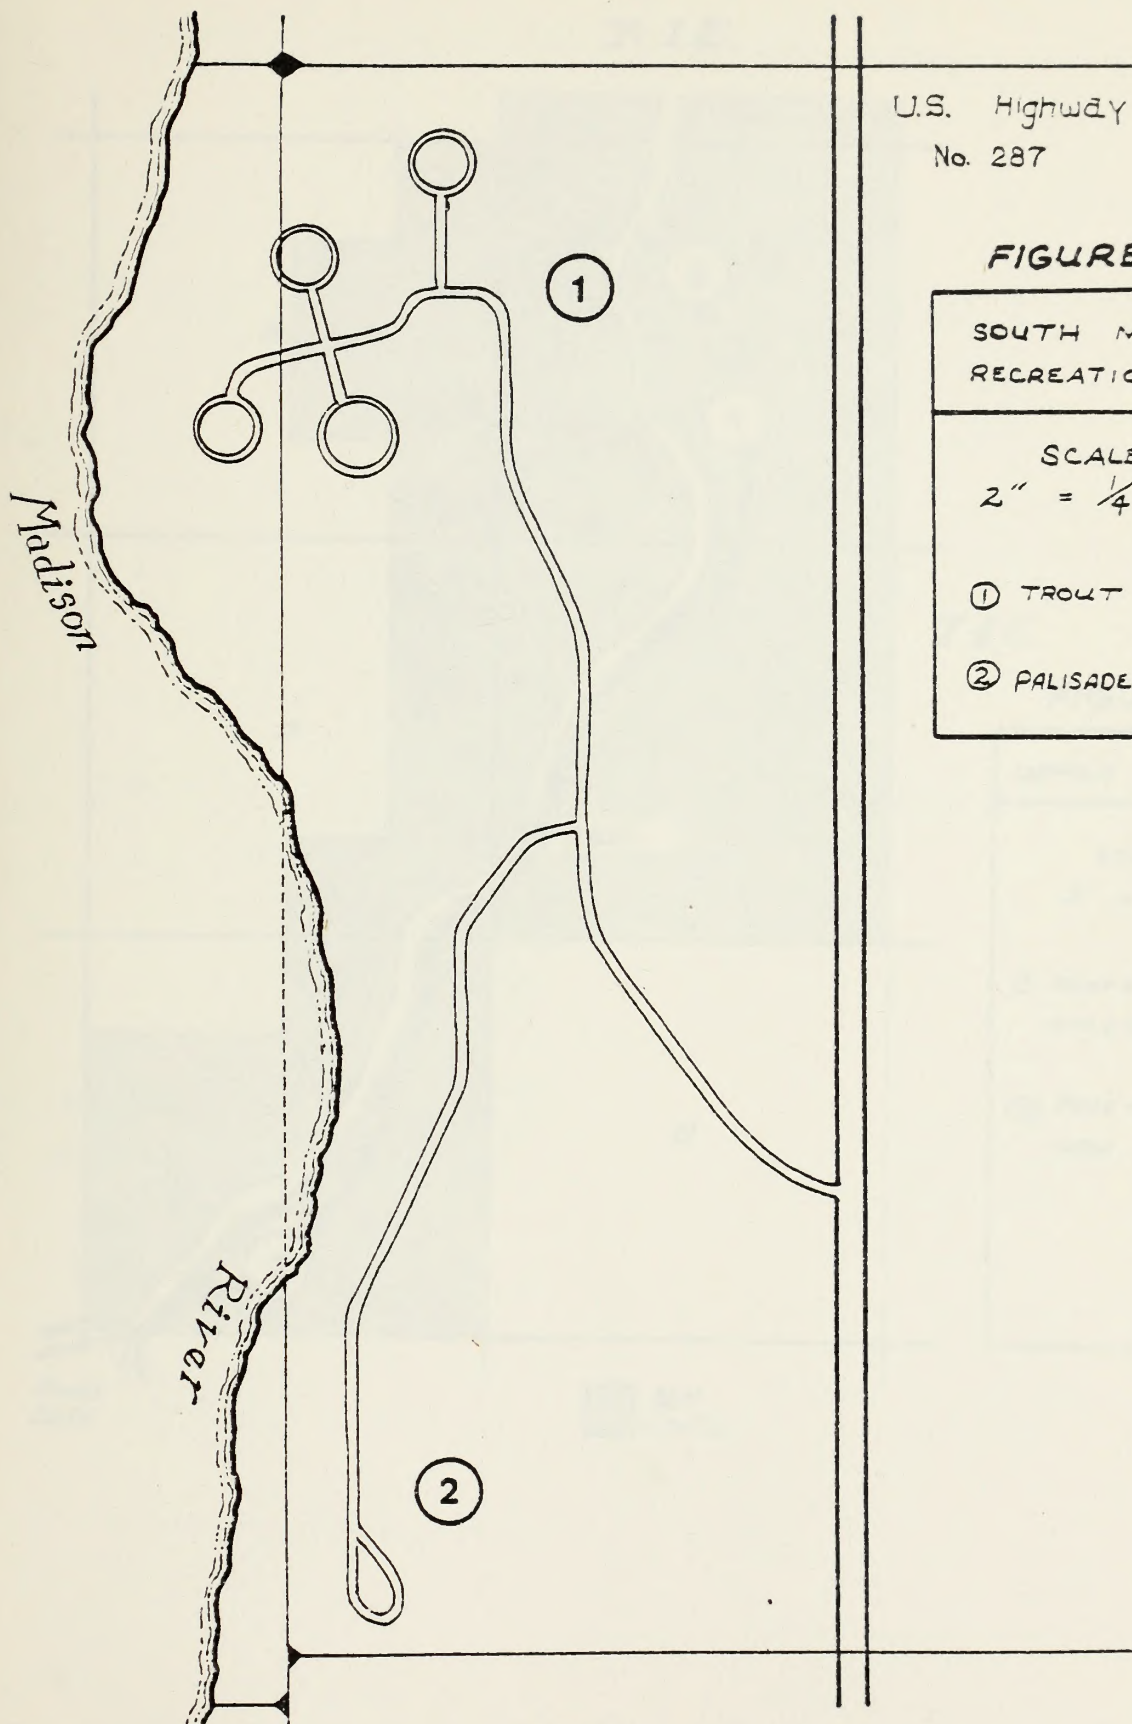 U.S. Highway
No. 287
FIGURE
SOUTH M
RECREATIO
SCALE
2" = 1/4
① TROUT
② PALISADE
1
2
Madison
River